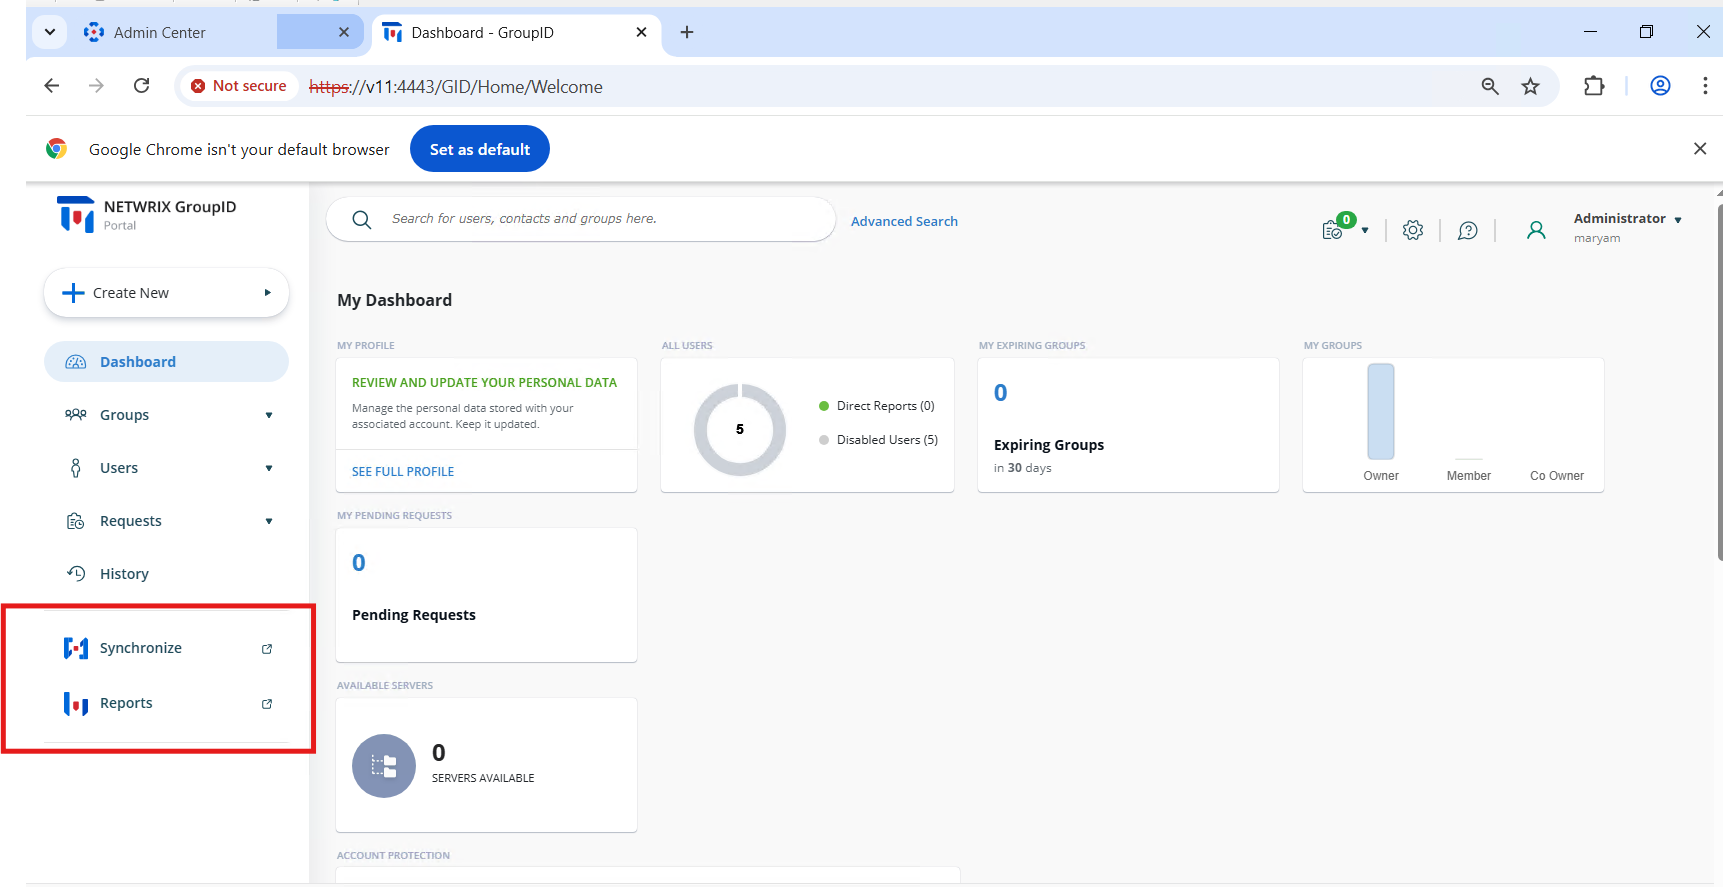 Admin Center
Dashboard - GroupID
Not secure
https://v11:4443/GID/Home/Welcome
Google Chrome isn't your default browser
Set as default
NETWRIX GroupID
Portal
Search for users, contacts and groups here.
Advanced Search
0
Administrator
maryam
Create New
Dashboard
Groups
Users
Requests
History
Synchronize
Reports
My Dashboard
MY PROFILE
REVIEW AND UPDATE YOUR PERSONAL DATA
Manage the personal data stored with your
associated account. Keep it updated.
SEE FULL PROFILE
ALL USERS
5
Direct Reports (0)
Disabled Users (5)
MY EXPIRING GROUPS
0
Expiring Groups
in 30 days
MY GROUPS
Owner
Member
Co Owner
MY PENDING REQUESTS
0
Pending Requests
AVAILABLE SERVERS
0
SERVERS AVAILABLE
ACCOUNT PROTECTION